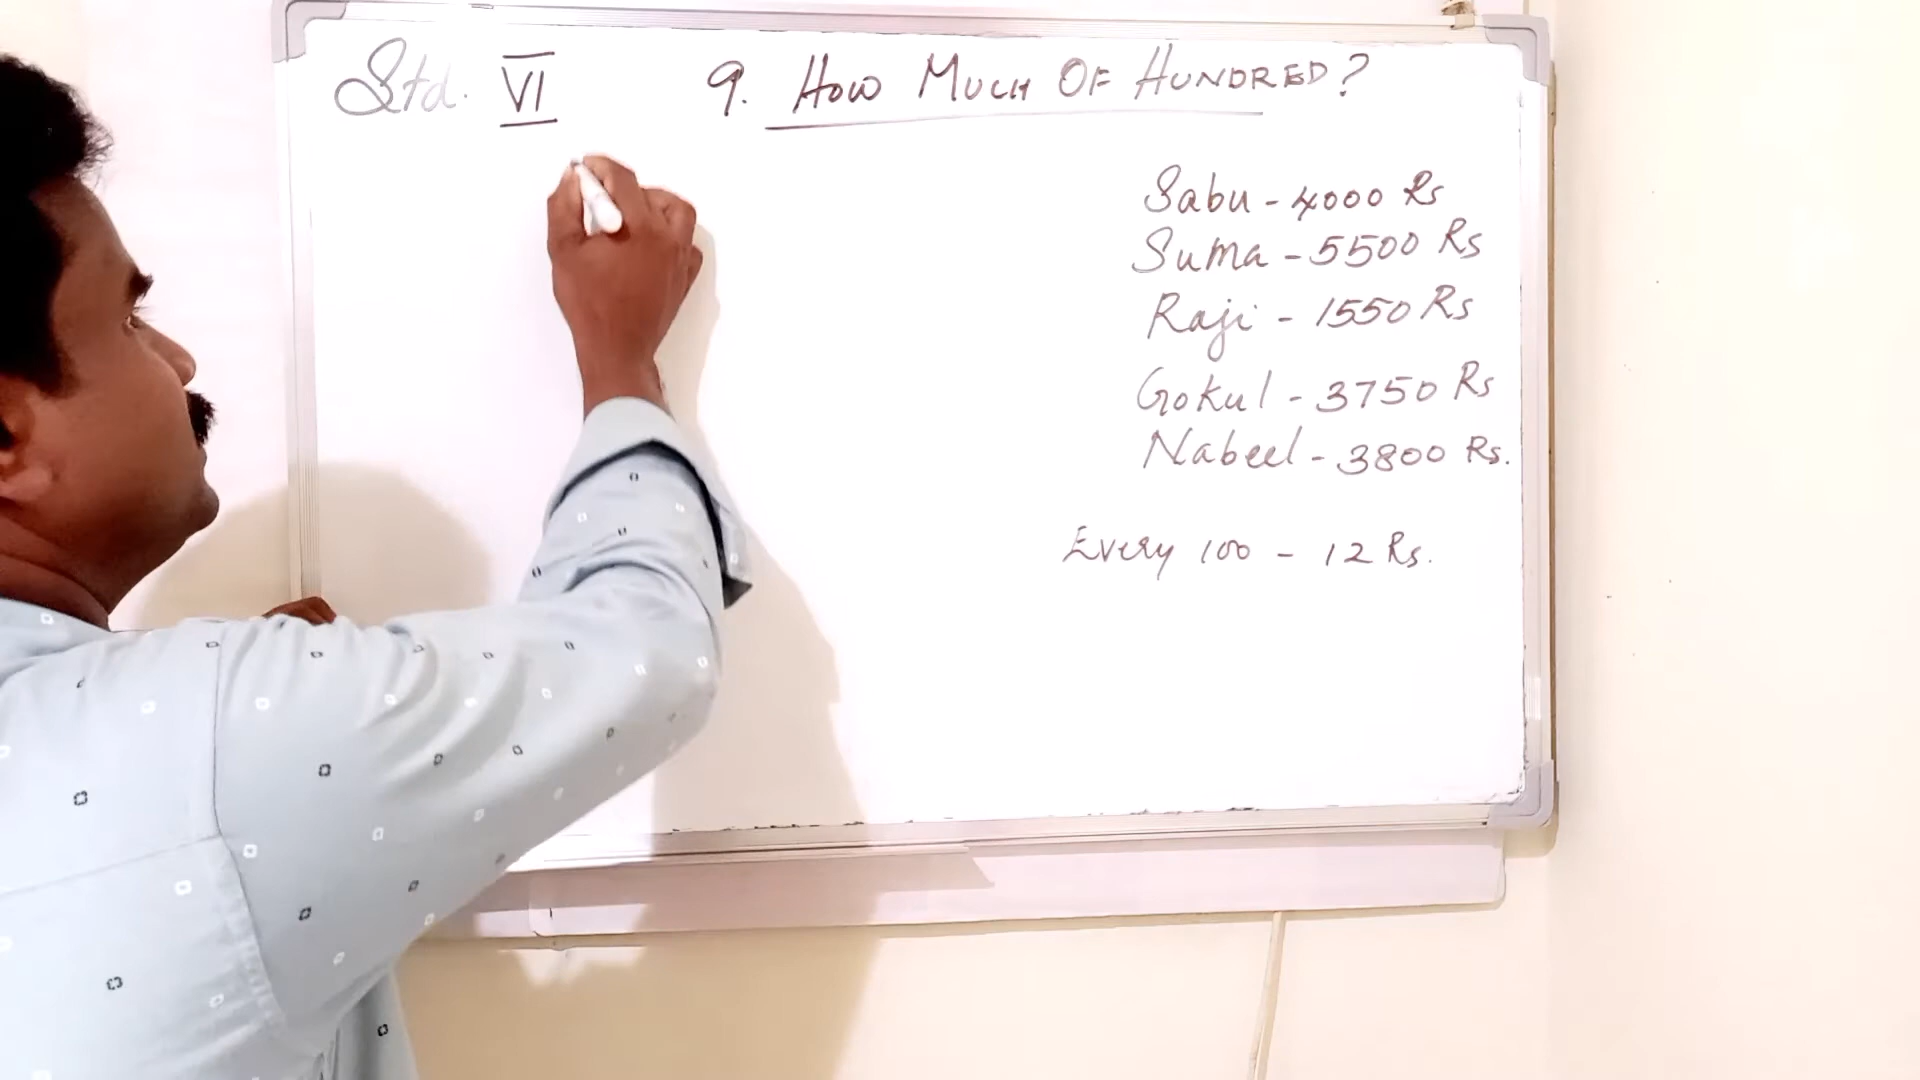 Std. VI 9. HOW MUCH OF HUNDRED?
Sabu - 4000 Rs
Suma - 5500 Rs
Raji - 1550 Rs
Gokul - 3750 Rs
Nabeel - 3800 Rs.
Every 100 - 12 Rs.